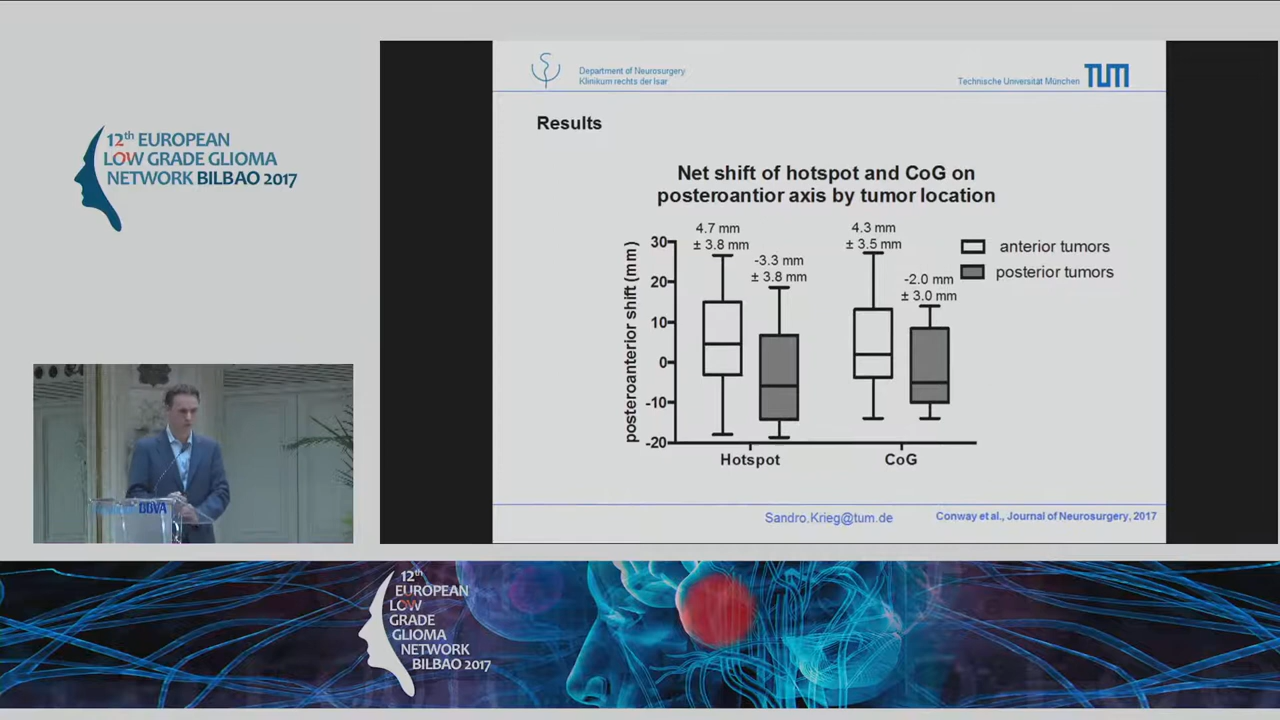 12th EUROPEAN
LOW GRADE GLIOMA
NETWORK BILBAO 2017
Department of Neurosurgery
Klinikum rechts der Isar
Technische Universität München
TUM
Results
Net shift of hotspot and CoG on
posteroantior axis by tumor location
4.7 mm
± 3.8 mm
-3.3 mm
± 3.8 mm
4.3 mm
± 3.5 mm
-2.0 mm
± 3.0 mm
anterior tumors
posterior tumors
posteroanterior shift (mm)
30
20
10
0
-10
-20
Hotspot
CoG
Sandro.Krieg@tum.de
Conway et al., Journal of Neurosurgery, 2017
BBVA
12th
EUROPEAN
LOW
GRADE
GLIOMA
NETWORK
BILBAO 2017